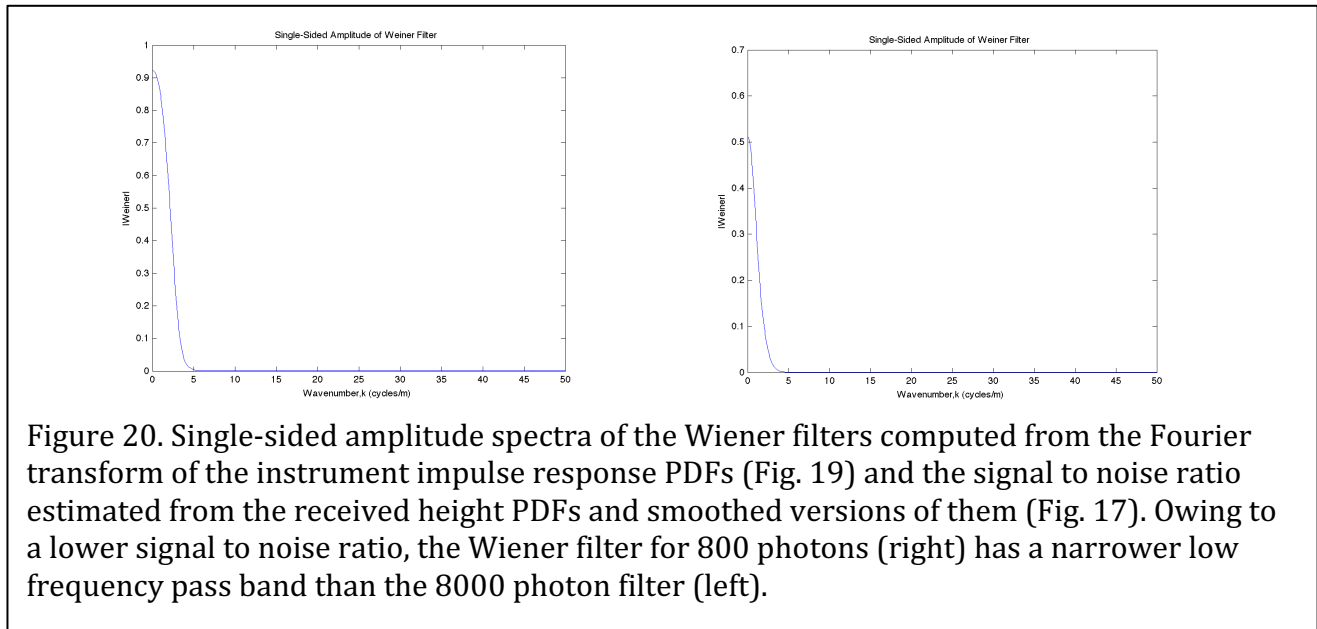 Single-Sided Amplitude of Weiner Filter
1
0.9
0.8
0.7
0.6
0.5
0.4
0.3
0.2
0.1
0
|Weiner|
0 5 10 15 20 25 30 35 40 45 50
Wavenumber,k (cycles/m)
Single-Sided Amplitude of Weiner Filter
0.7
0.6
0.5
0.4
0.3
0.2
0.1
0
|Weiner|
0 5 10 15 20 25 30 35 40 45 50
Wavenumber,k (cycles/m)
Figure 20. Single-sided amplitude spectra of the Wiener filters computed from the Fourier
transform of the instrument impulse response PDFs (Fig. 19) and the signal to noise ratio
estimated from the received height PDFs and smoothed versions of them (Fig. 17). Owing to
a lower signal to noise ratio, the Wiener filter for 800 photons (right) has a narrower low
frequency pass band than the 8000 photon filter (left).